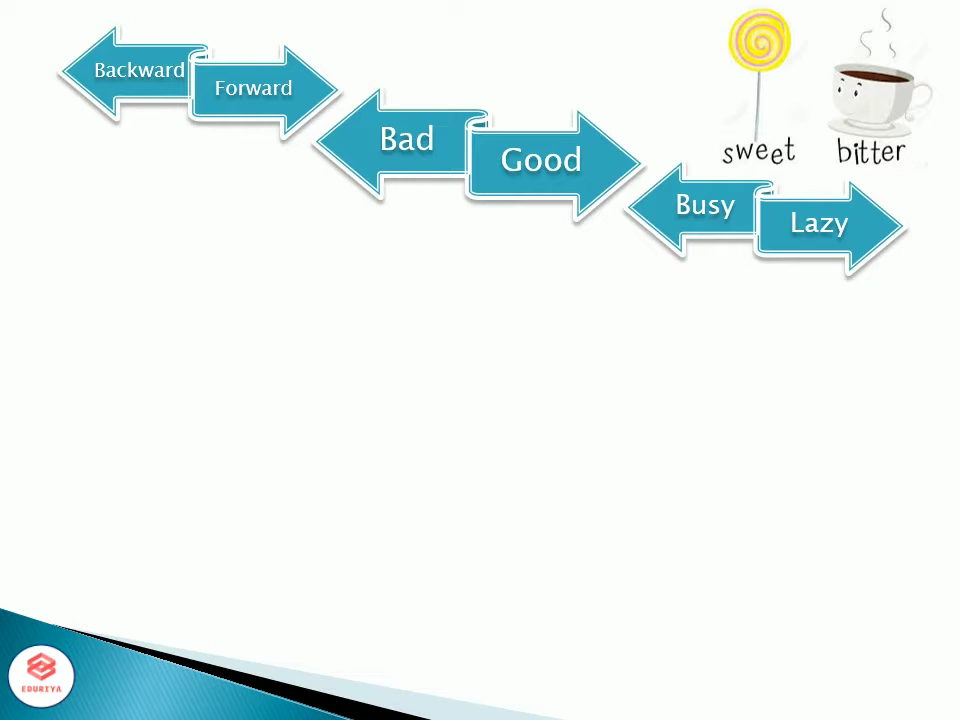 Backward
Forward
Bad
Good
sweet
bitter
Busy
Lazy
EDURIYA